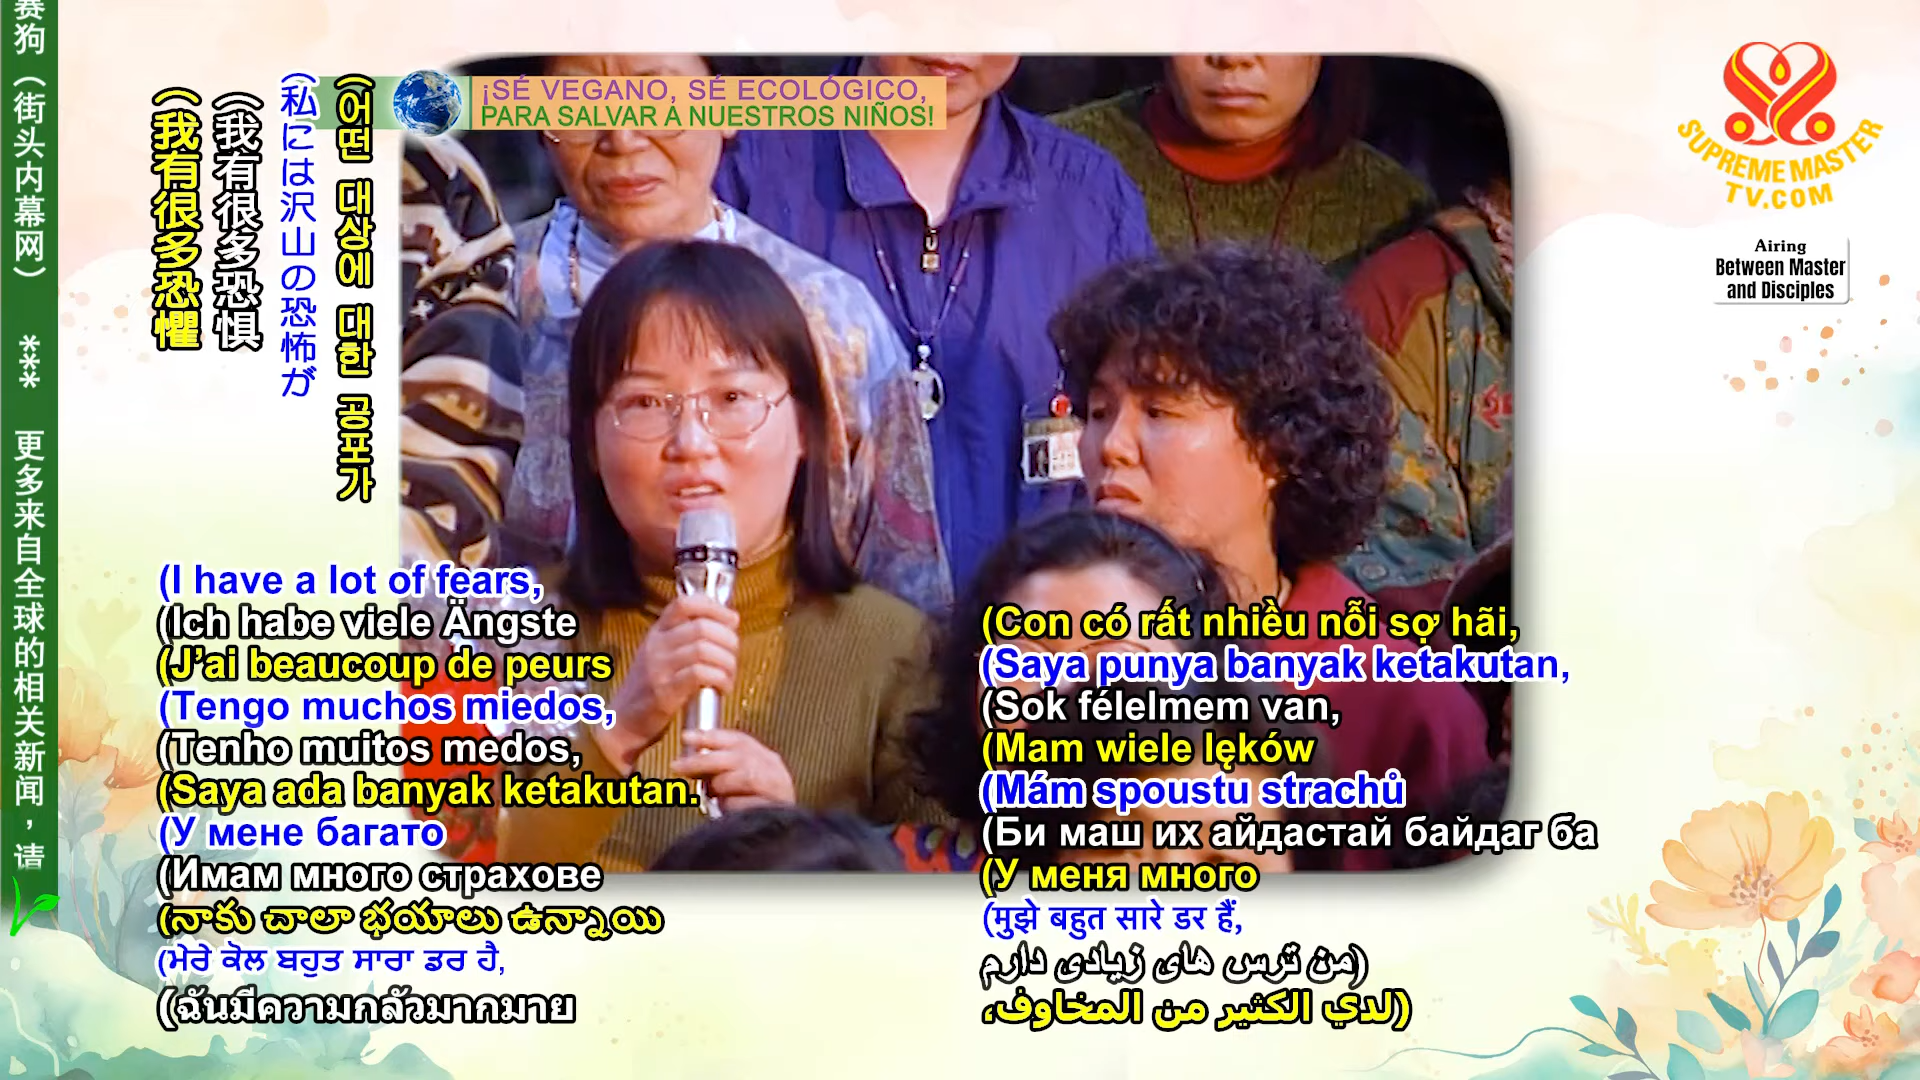 赛狗（街头内幕网） *** 更多来自全球的相关新闻，请
(我有很多恐懼
(我有很多恐惧
(私には沢山の恐怖が
(어떤 대상에 대한 공포가
¡SÉ VEGANO, SÉ ECOLÓGICO,
PARA SALVAR A NUESTROS NIÑOS!
SUPREME MASTER
TV.COM
Airing
Between Master
and Disciples
(I have a lot of fears,
(Ich habe viele Ängste
(J’ai beaucoup de peurs
(Tengo muchos miedos,
(Tenho muitos medos,
(Saya ada banyak ketakutan.
(У мене багато
(Имам много страхове
(నాకు చాలా భయాలు ఉన్నాయి
(ਮੇਰੇ ਕੋਲ ਬਹੁਤ ਸਾਰਾ ਡਰ ਹੈ,
(ฉันมีความกลัวมากมาย
(Con có rất nhiều nỗi sợ hãi,
(Saya punya banyak ketakutan,
(Sok félelmem van,
(Mam wiele lęków
(Mám spoustu strachů
(Би маш их айдастай байдаг ба
(У меня много
(मुझे बहुत सारे डर हैं,
(من ترس های زیادی دارم
(لدي الكثير من المخاوف،